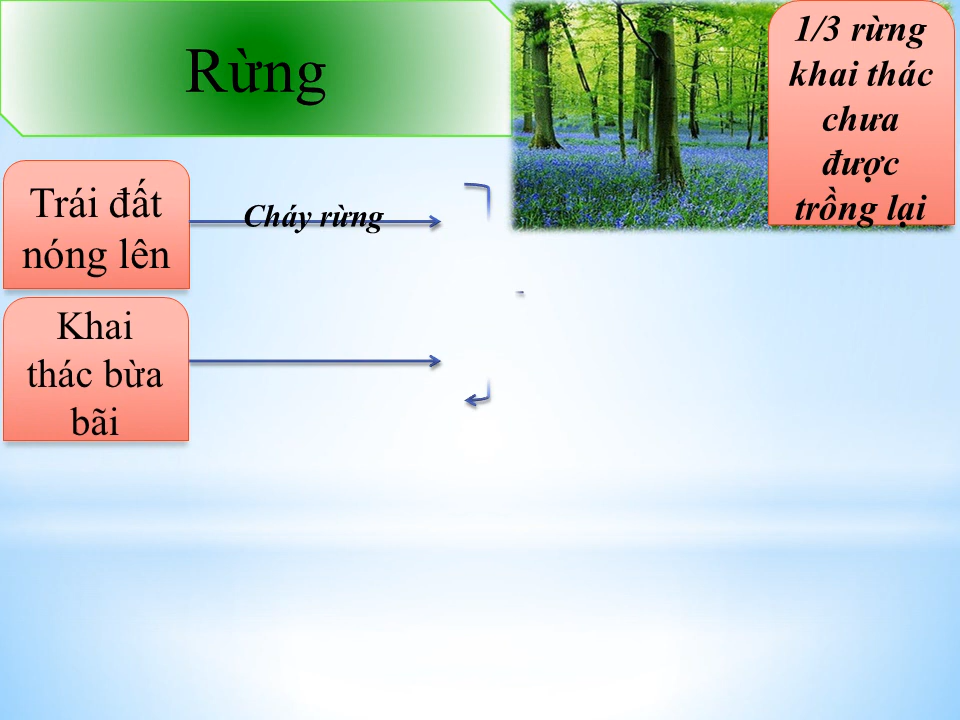 Rừng
1/3 rừng
khai thác
chưa
được
trồng lại
Trái đất
nóng lên
Cháy rừng
Khai
thác bừa
bãi